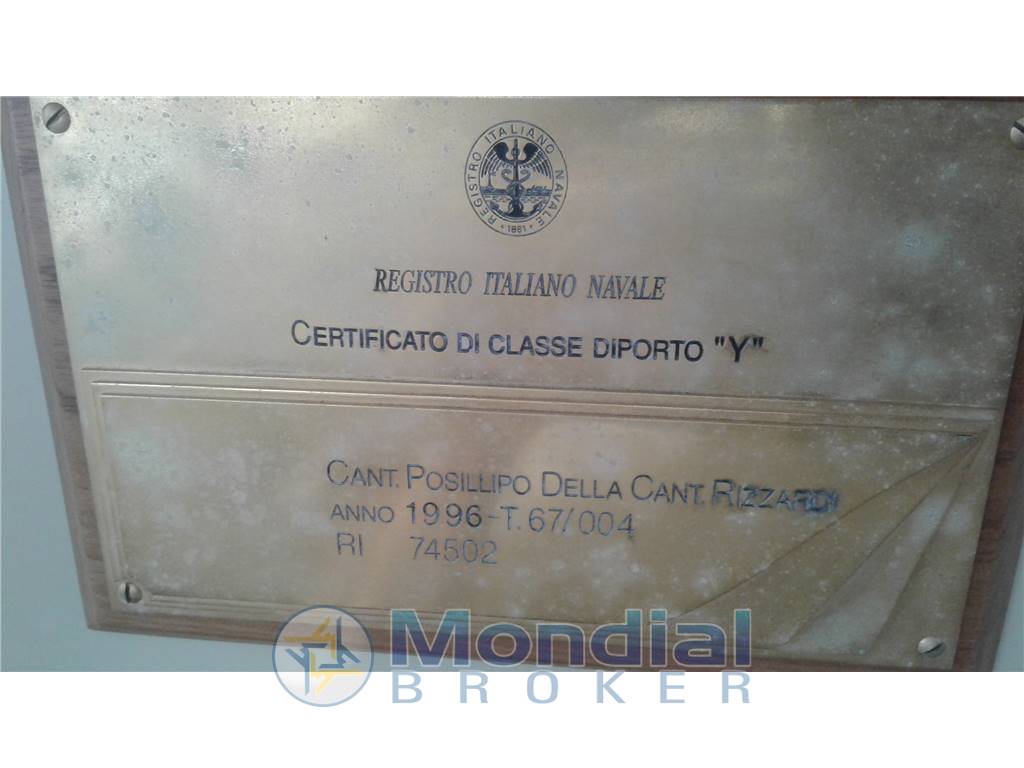 REGISTRO ITALIANO NAVALE
1861
REGISTRO ITALIANO NAVALE
CERTIFICATO DI CLASSE DIPORTO "Y"
CANT. POSILLIPO DELLA CANT. RIZZARDI
ANNO 1996-T. 67/004
RI 74502
Mondial
BROKER